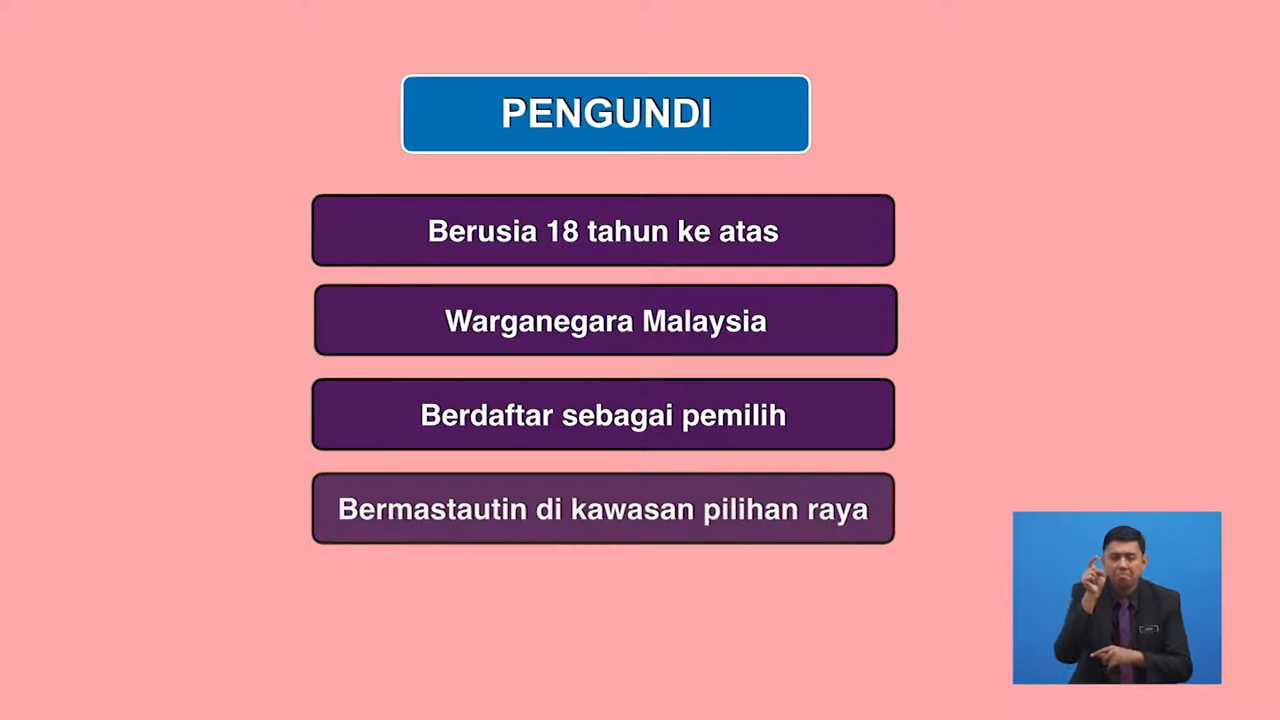 PENGUNDI
Berusia 18 tahun ke atas
Warganegara Malaysia
Berdaftar sebagai pemilih
Bermastautin di kawasan pilihan raya